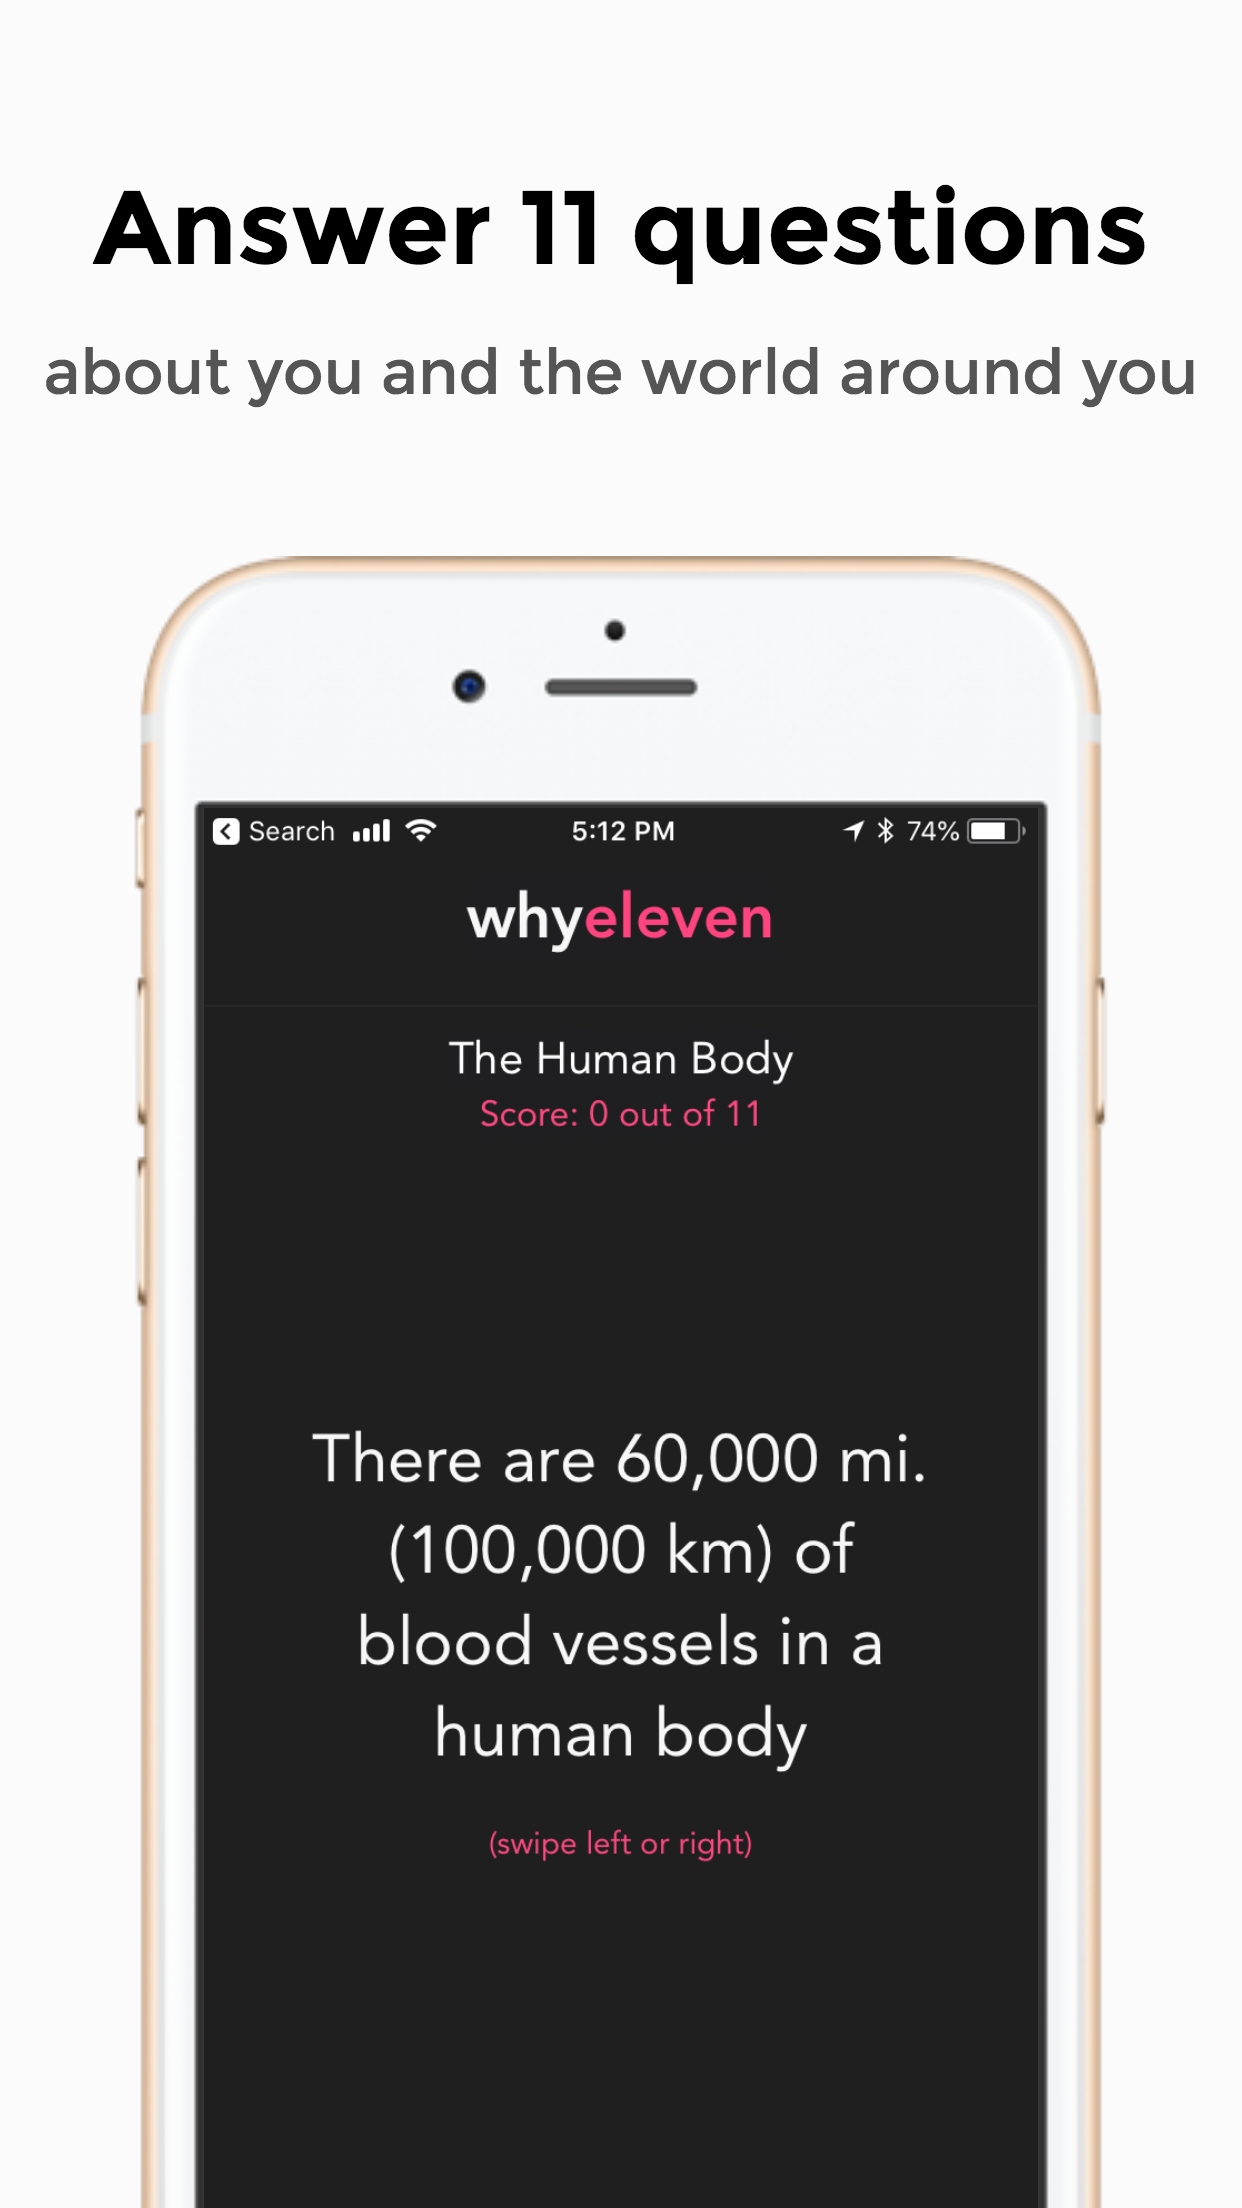 Answer 11 questions
about you and the world around you
Search 5:12 PM 74%
whyeleven
The Human Body
Score: 0 out of 11
There are 60,000 mi.
(100,000 km) of
blood vessels in a
human body
(swipe left or right)